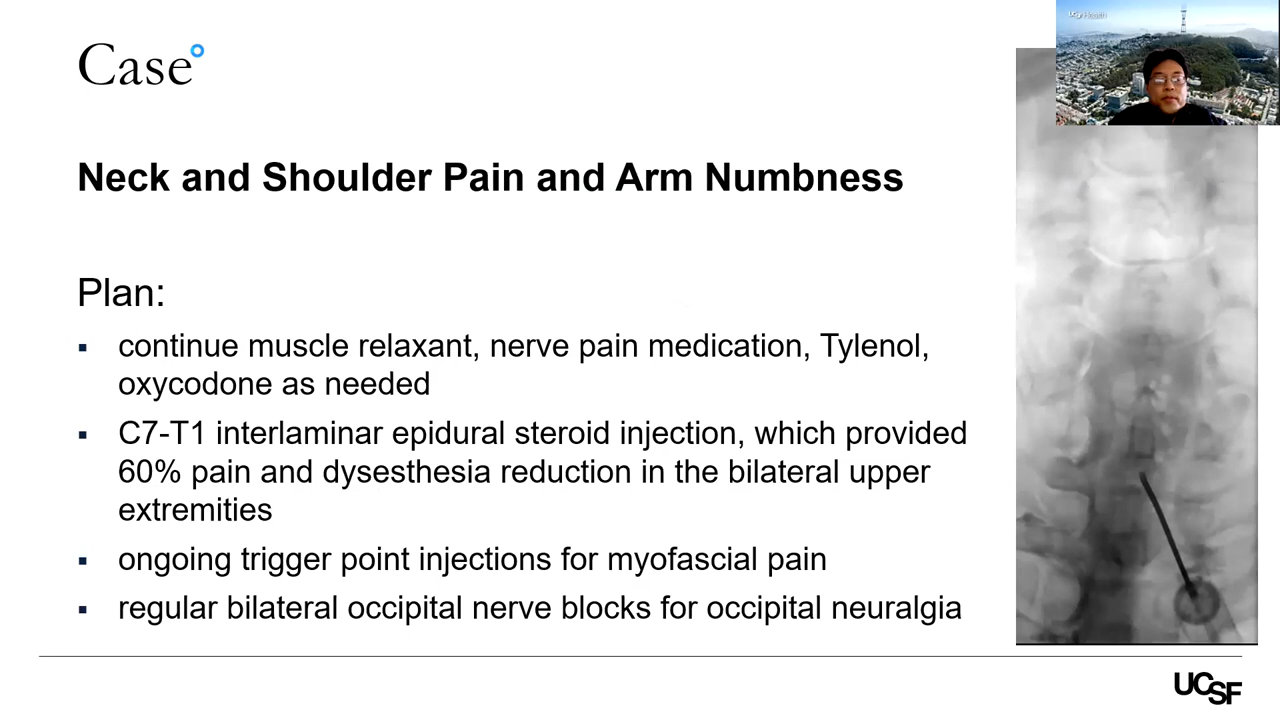 UCSF Health
Case
Neck and Shoulder Pain and Arm Numbness
Plan:
▪ continue muscle relaxant, nerve pain medication, Tylenol,
oxycodone as needed
▪ C7-T1 interlaminar epidural steroid injection, which provided
60% pain and dysesthesia reduction in the bilateral upper
extremities
▪ ongoing trigger point injections for myofascial pain
▪ regular bilateral occipital nerve blocks for occipital neuralgia
UCSF